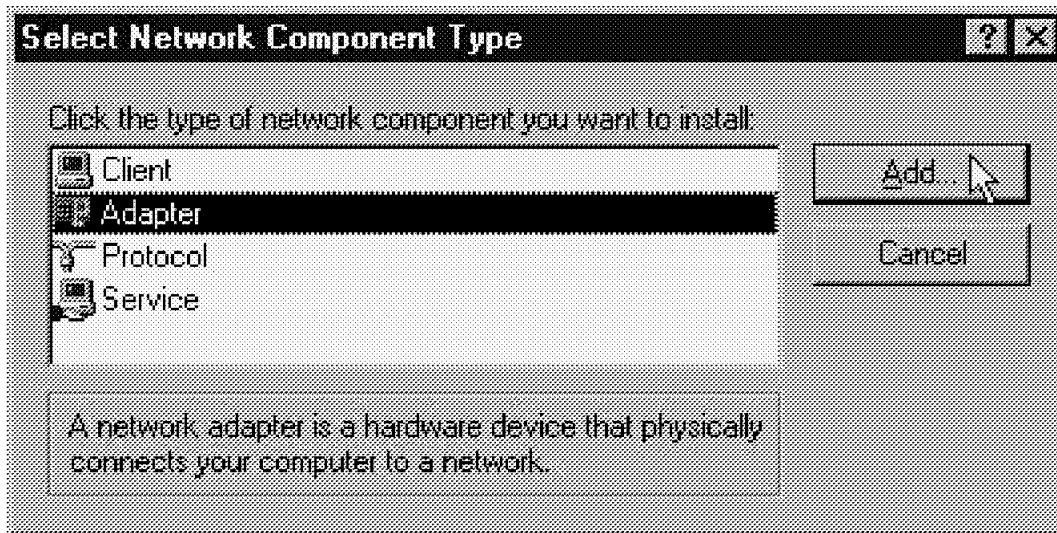 Select Network Component Type
Click the type of network component you want to install:
Client
Adapter
Protocol
Service
Add...
Cancel
A network adapter is a hardware device that physically
connects your computer to a network.